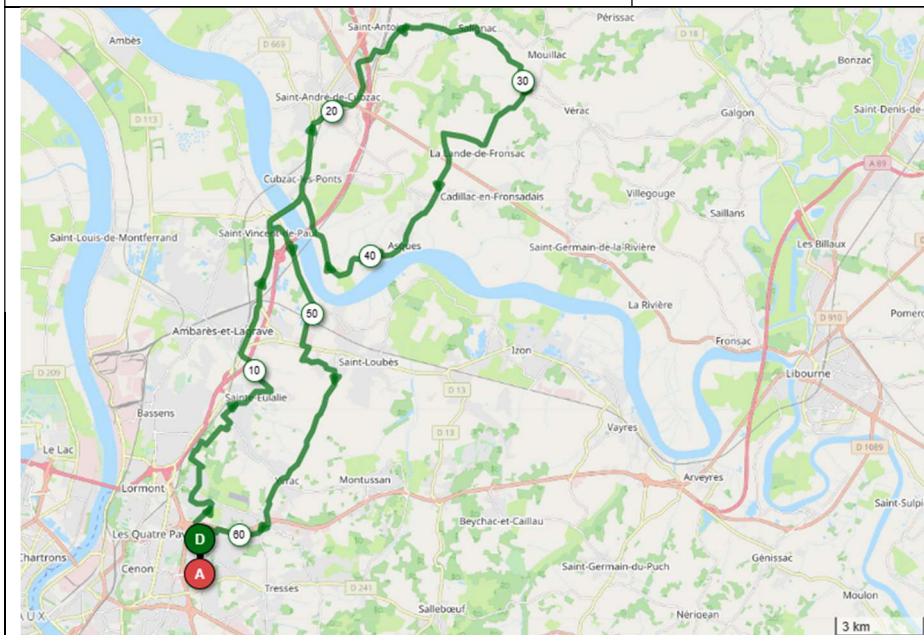 Périssac
D 18
Saint-Antoi
Salignac
Ambès
D 669
Mouillac
Bonzac
30
Saint-André-de-Cubzac
Vérac
Galgon
Saint-Denis-de-
20
D 113
La Lande-de-Fronsac
A 89
Cubzac-les-Ponts
Cadillac-en-Fronsadais
Villegouge
Saillans
Saint-Louis-de-Montferrand
Saint-Vincent-de-Paul
Asques
Saint-Germain-de-la-Rivière
Les Billaux
40
La Rivière
50
Pomero
D 910
Ambarès-et-Lagrave
Fronsac
Izon
Saint-Loubès
D 209
10
Libourne
D 13
Sainte-Eulalie
Bassens
Vayres
D 13
Le Lac
D 1089
Yvrac
Montussan
Arveyres
Lormont
Saint-Sulpi
Beychac-et-Caillau
Les Quatre Pav
60
D
Génissac
Chartrons
Cenon
A
Saint-Germain-du-Puch
Tresses
D 241
Moulon
Sallebœuf
Nérigean
AUX
3 km